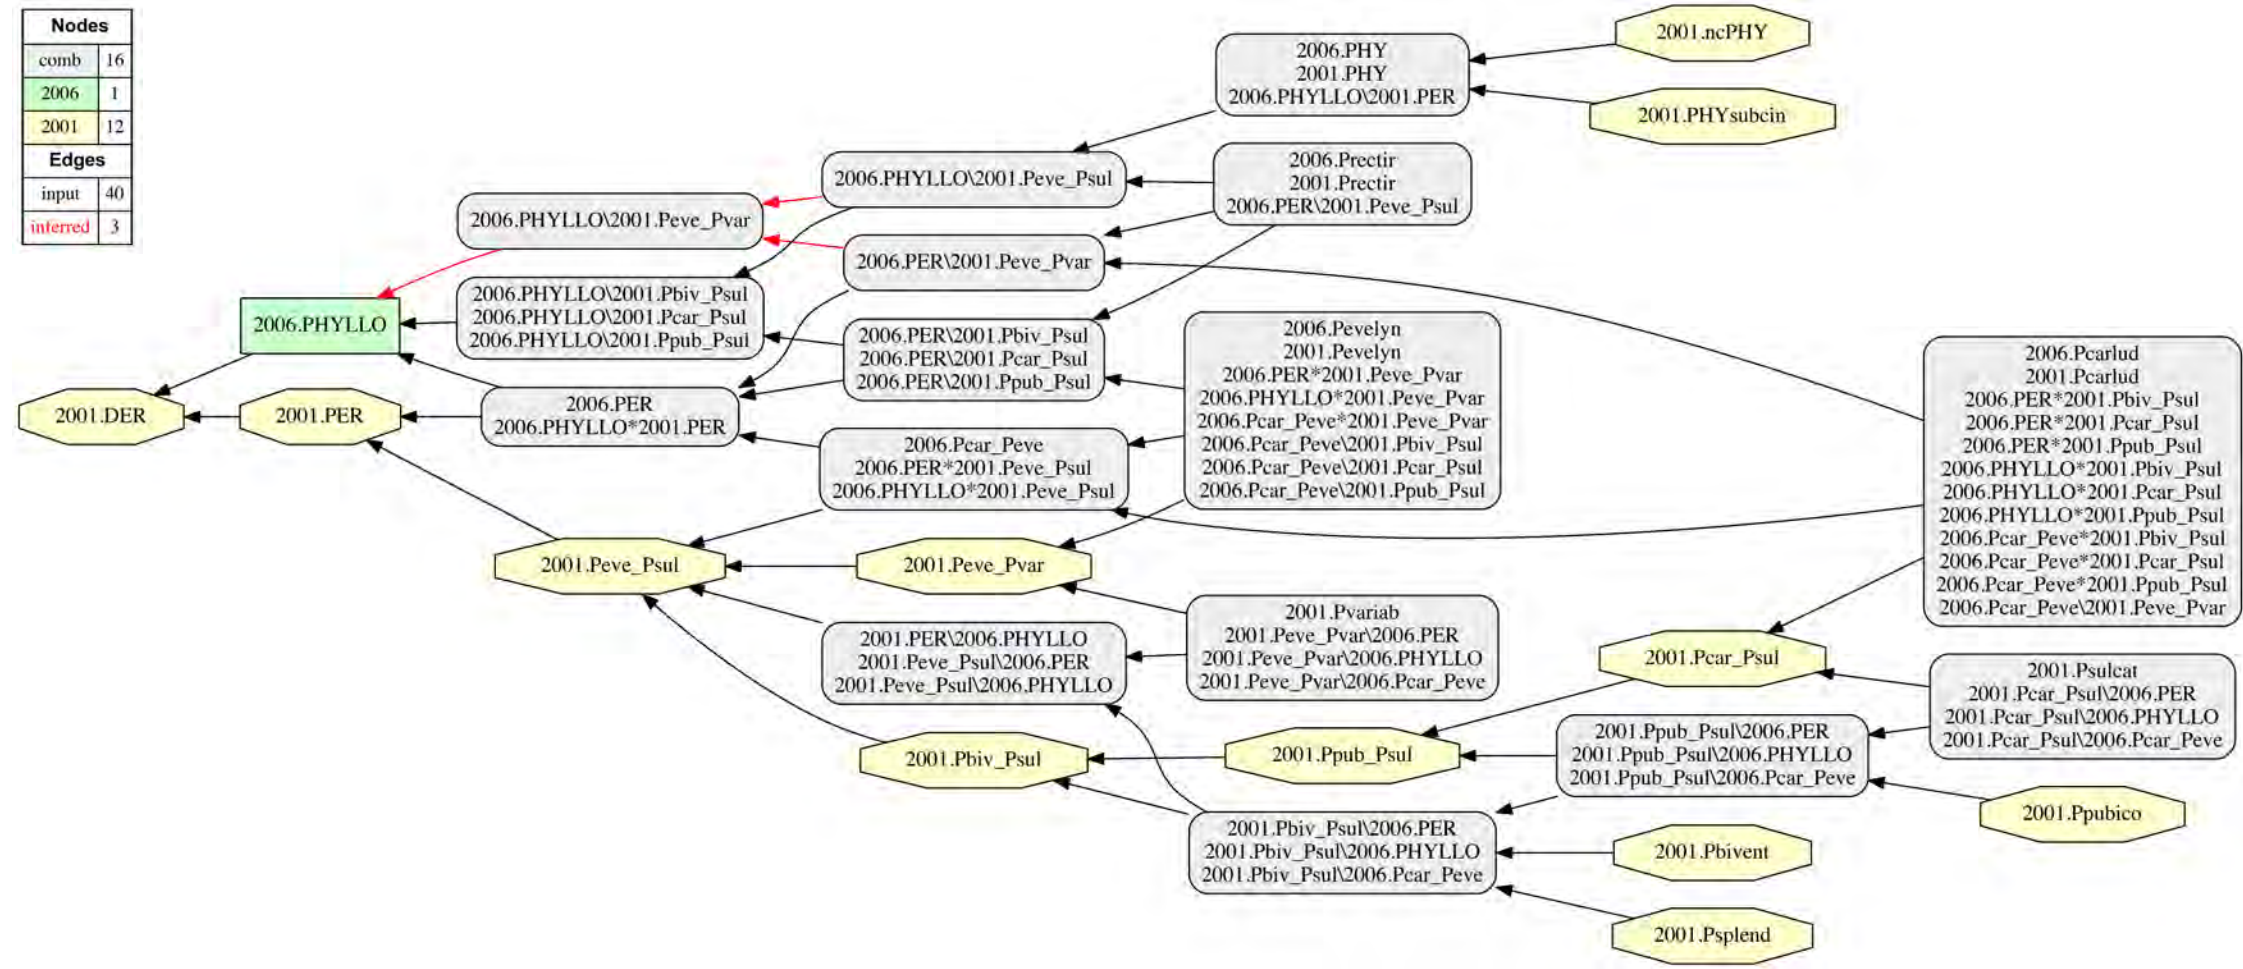 Nodes
comb 16
2006 1
2001 12
Edges
input 40
inferred 3
2001.DER
2006.PHYLLO
2001.PER
2006.PHYLLO\2001.Peve_Pvar
2006.PHYLLO\2001.Pbiv_Psul
2006.PHYLLO\2001.Pcar_Psul
2006.PHYLLO\2001.Ppub_Psul
2006.PER
2006.PHYLLO*2001.PER
2001.Peve_Psul
2006.PHYLLO\2001.Peve_Psul
2006.PER\2001.Peve_Pvar
2006.PER\2001.Pbiv_Psul
2006.PER\2001.Pcar_Psul
2006.PER\2001.Ppub_Psul
2006.Pcar_Peve
2006.PER*2001.Peve_Psul
2006.PHYLLO*2001.Peve_Psul
2001.Peve_Pvar
2001.PER\2006.PHYLLO
2001.Peve_Psul\2006.PER
2001.Peve_Psul\2006.PHYLLO
2001.Pbiv_Psul
2006.PHY
2001.PHY
2006.PHYLLO\2001.PER
2006.Prectir
2001.Prectir
2006.PER\2001.Peve_Psul
2006.Pevelyn
2001.Pevelyn
2006.PER*2001.Peve_Pvar
2006.PHYLLO*2001.Peve_Pvar
2006.Pcar_Peve*2001.Peve_Pvar
2006.Pcar_Peve\2001.Pbiv_Psul
2006.Pcar_Peve\2001.Pcar_Psul
2006.Pcar_Peve\2001.Ppub_Psul
2001.Pvariab
2001.Peve_Pvar\2006.PER
2001.Peve_Pvar\2006.PHYLLO
2001.Peve_Pvar\2006.Pcar_Peve
2001.Ppub_Psul
2001.Pbiv_Psul\2006.PER
2001.Pbiv_Psul\2006.PHYLLO
2001.Pbiv_Psul\2006.Pcar_Peve
2001.ncPHY
2001.PHYsubcin
2001.Pcar_Psul
2001.Ppub_Psul\2006.PER
2001.Ppub_Psul\2006.PHYLLO
2001.Ppub_Psul\2006.Pcar_Peve
2001.Pbivent
2001.Psplend
2006.Pcarlud
2001.Pcarlud
2006.PER*2001.Pbiv_Psul
2006.PER*2001.Pcar_Psul
2006.PER*2001.Ppub_Psul
2006.PHYLLO*2001.Pbiv_Psul
2006.PHYLLO*2001.Pcar_Psul
2006.PHYLLO*2001.Ppub_Psul
2006.Pcar_Peve*2001.Pbiv_Psul
2006.Pcar_Peve*2001.Pcar_Psul
2006.Pcar_Peve*2001.Ppub_Psul
2006.Pcar_Peve\2001.Peve_Pvar
2001.Psulcat
2001.Pcar_Psul\2006.PER
2001.Pcar_Psul\2006.PHYLLO
2001.Pcar_Psul\2006.Pcar_Peve
2001.Ppubico